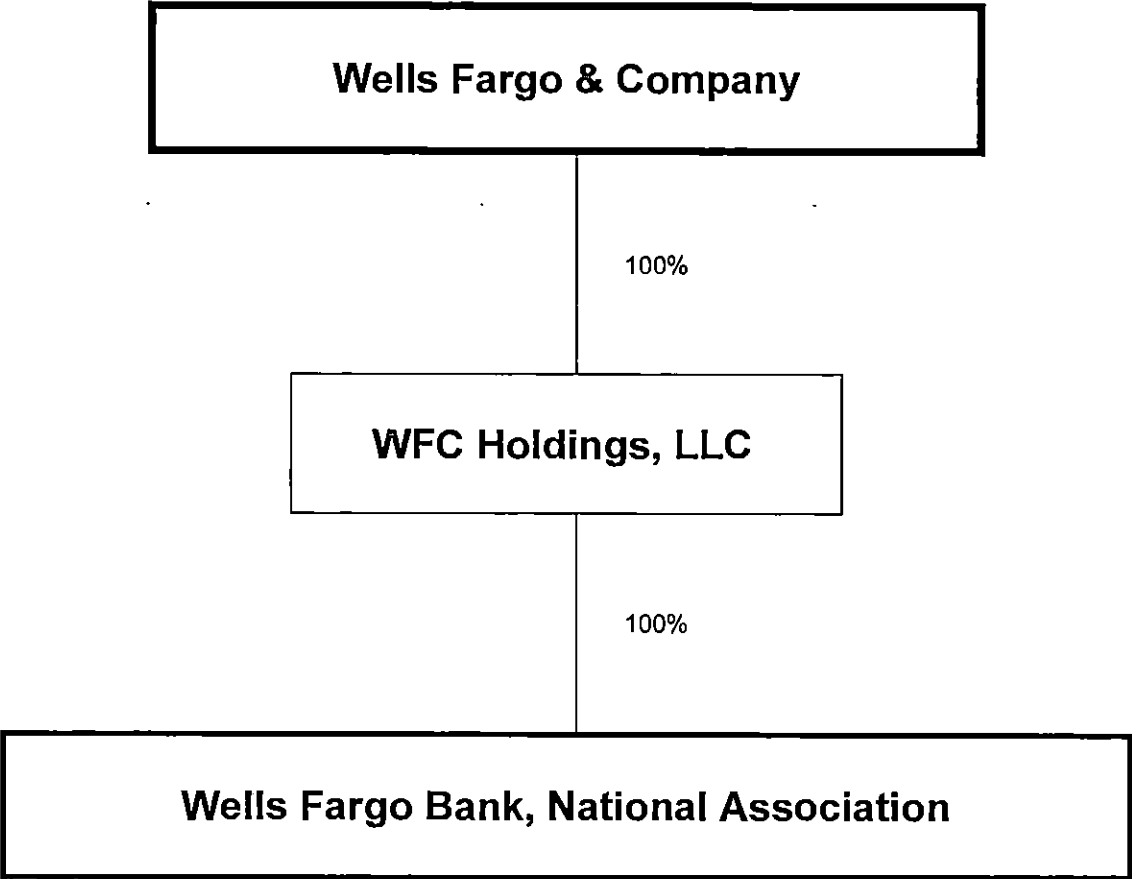 Wells Fargo & Company
100%
WFC Holdings, LLC
100%
Wells Fargo Bank, National Association